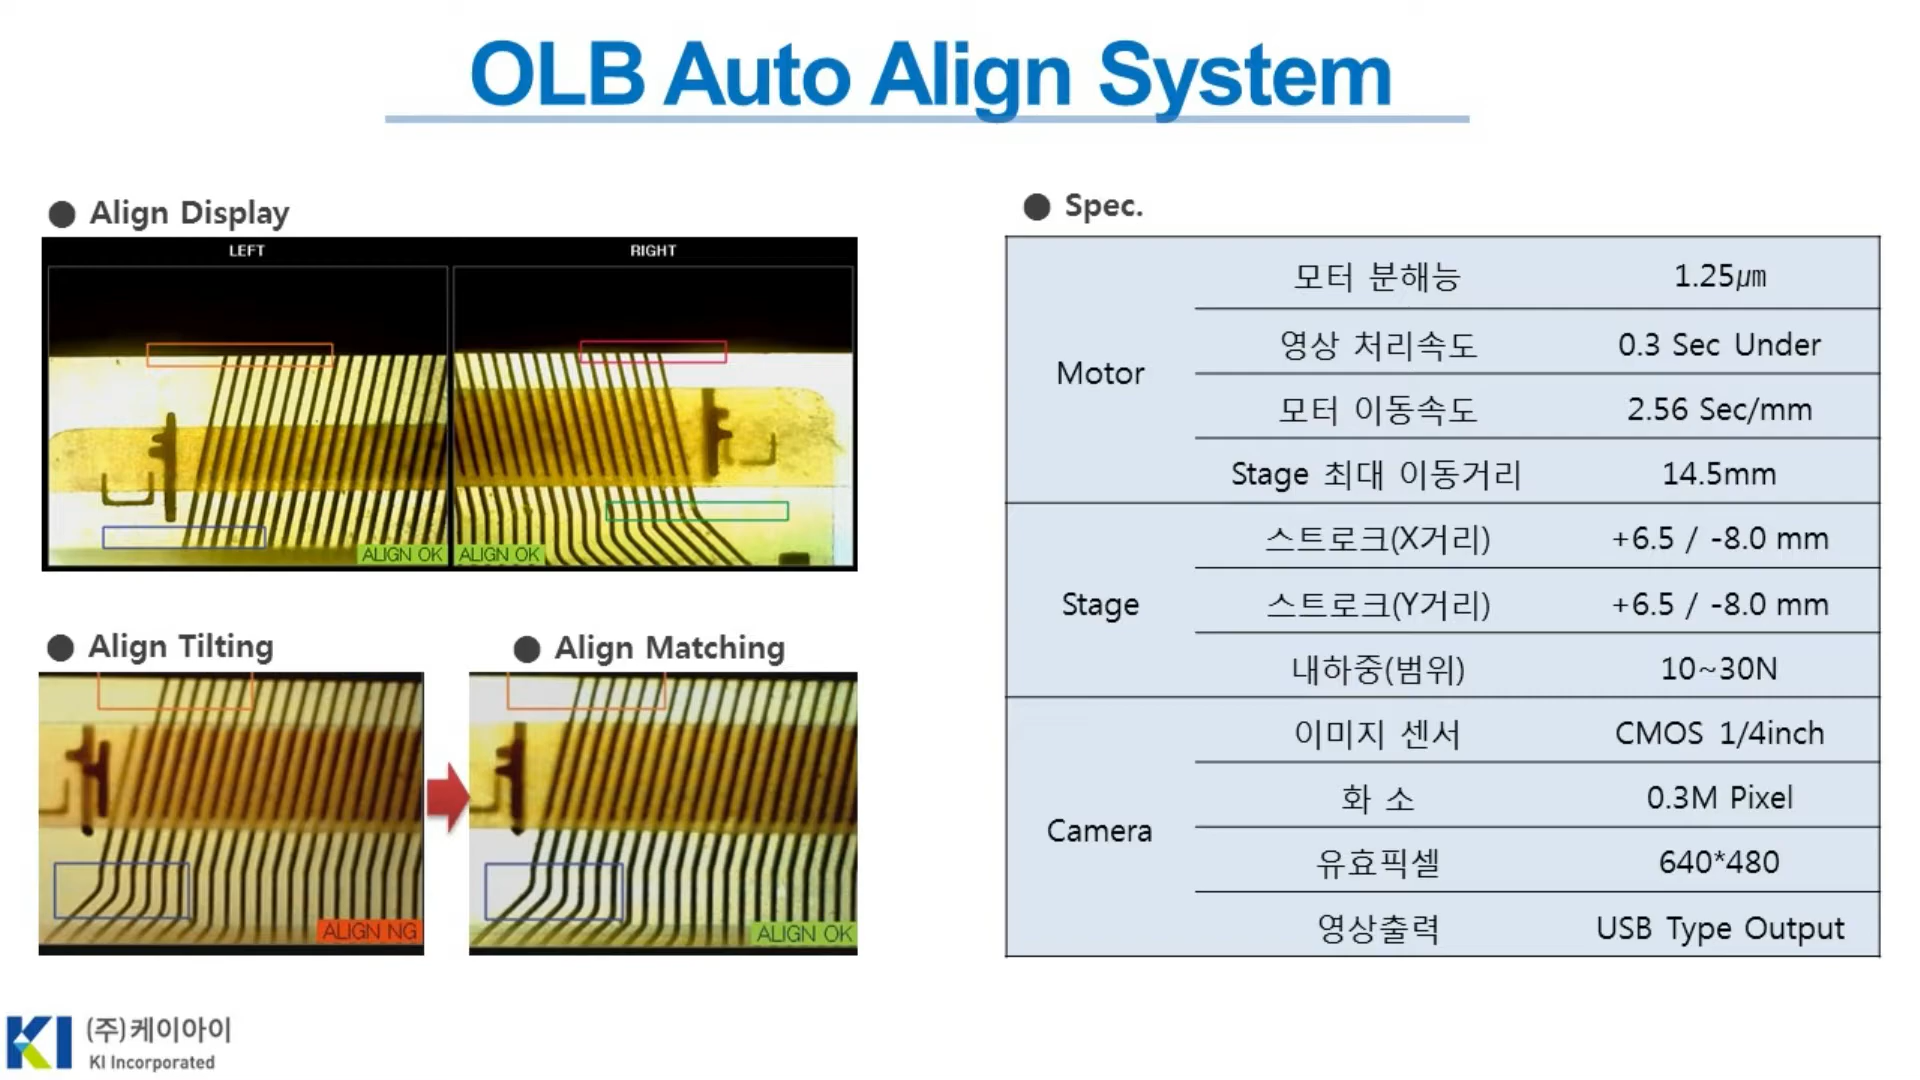 OLB Auto Align System
● Align Display
LEFT
RIGHT
ALIGN OK
ALIGN OK
● Align Tilting
ALIGN NG
● Align Matching
ALIGN OK
● Spec.
Motor
모터 분해능 1.25㎛
영상 처리속도 0.3 Sec Under
모터 이동속도 2.56 Sec/mm
Stage 최대 이동거리 14.5mm
Stage
스트로크(X거리) +6.5 / -8.0 mm
스트로크(Y거리) +6.5 / -8.0 mm
내하중(범위) 10~30N
Camera
이미지 센서 CMOS 1/4inch
화 소 0.3M Pixel
유효픽셀 640*480
영상출력 USB Type Output
KI (주)케이아이
KI Incorporated